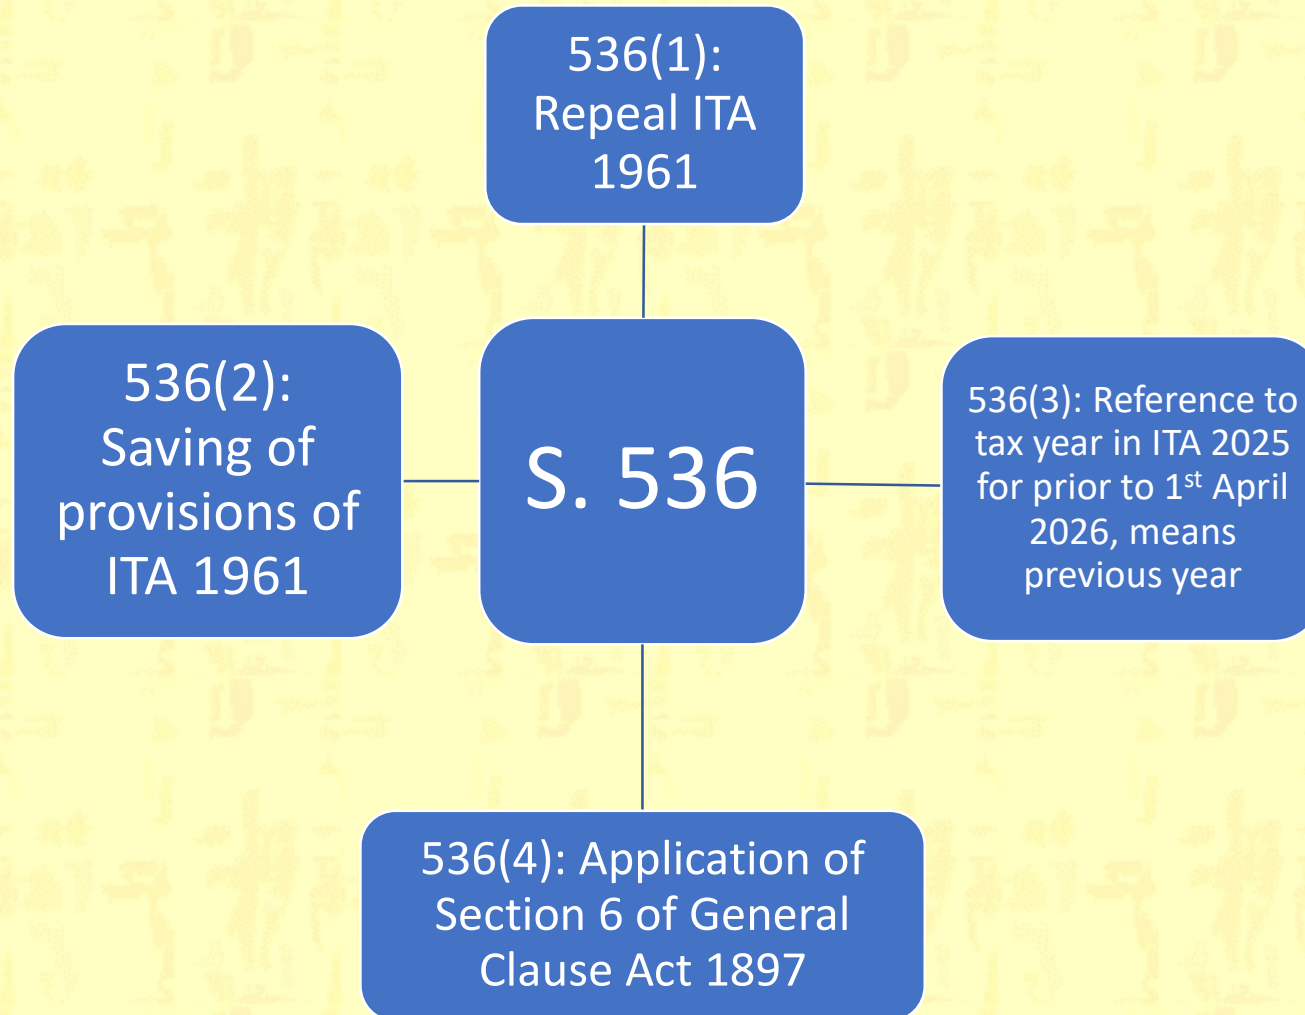 536(1):
Repeal ITA
1961
536(2):
Saving of
provisions of
ITA 1961
S. 536
536(3): Reference to
tax year in ITA 2025
for prior to 1st April
2026, means
previous year
536(4): Application of
Section 6 of General
Clause Act 1897